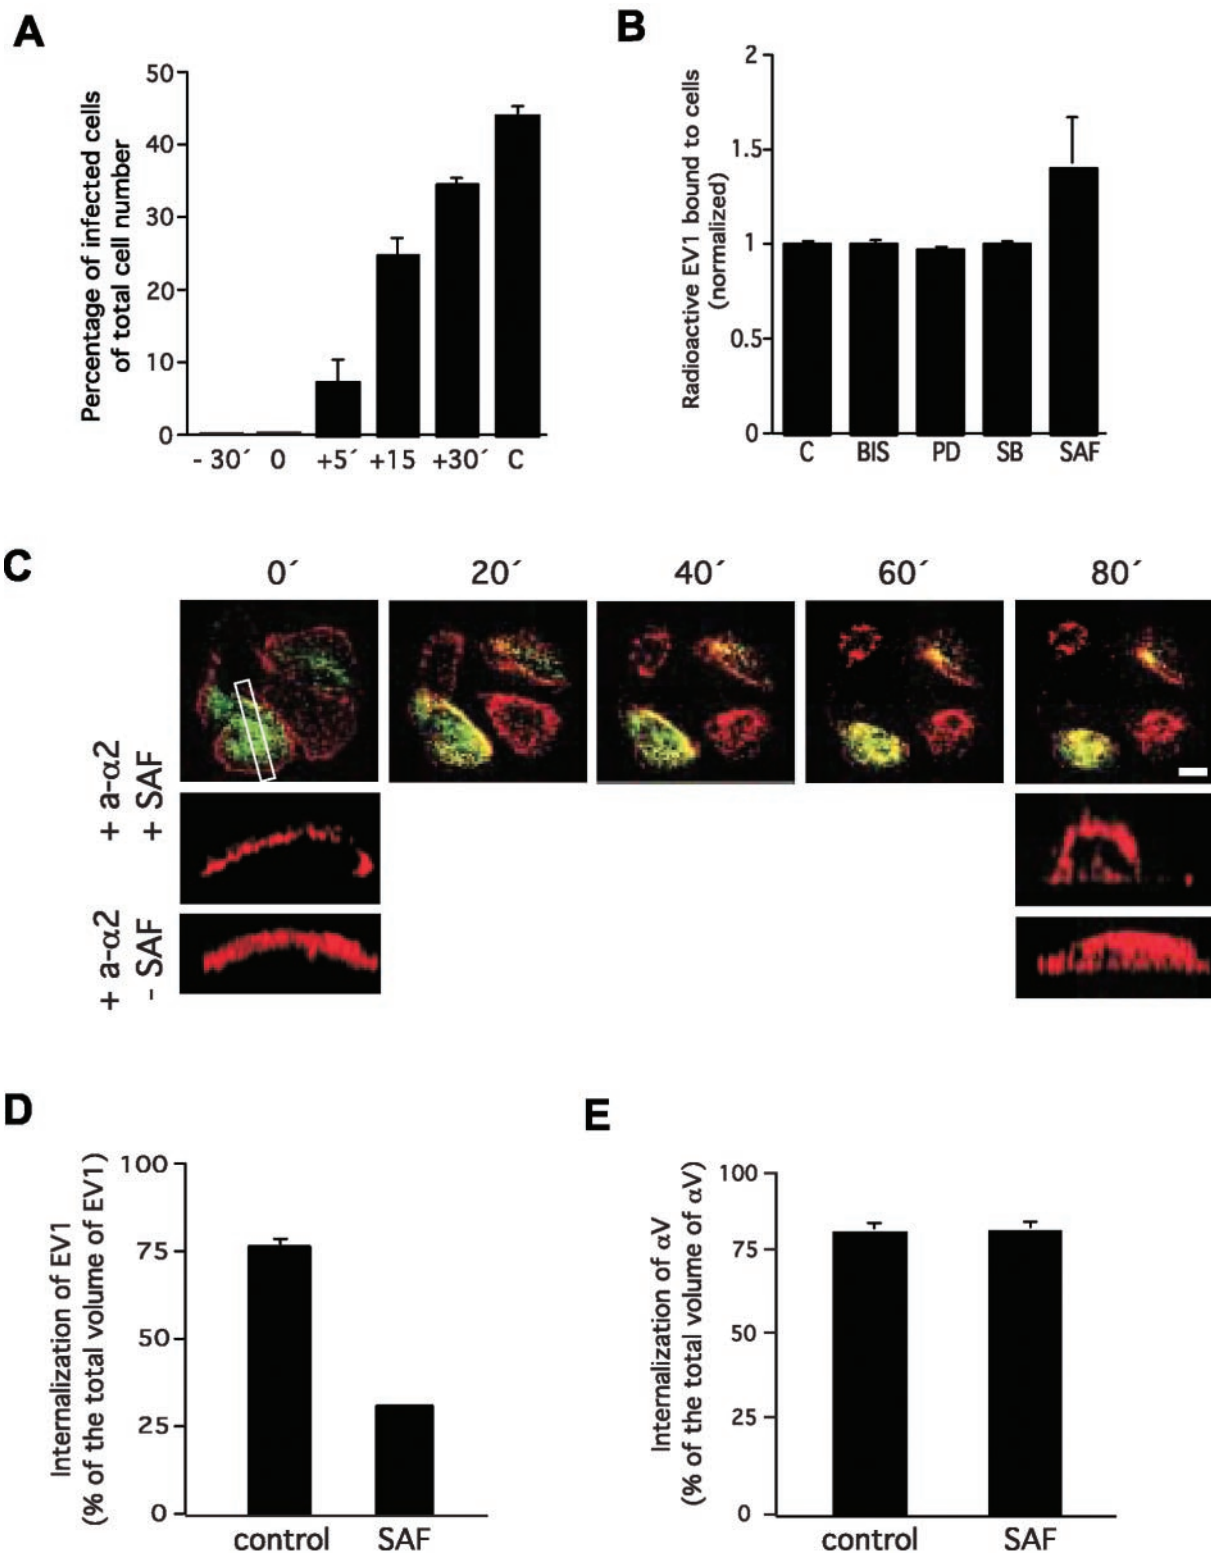 A
Percentage of infected cells
of total cell number
50
40
30
20
10
0
- 30´ 0 +5´ +15 +30´ C
B
Radioactive EV1 bound to cells
(normalized)
2
1.5
1
0.5
0
C BIS PD SB SAF
C
0´ 20´ 40´ 60´ 80´
+ a-α2
+ SAF
+ a-α2
- SAF
D
Internalization of EV1
(% of the total volume of EV1)
100
75
50
25
0
control SAF
E
Internalization of αV
(% of the total volume of αV)
100
75
50
25
0
control SAF